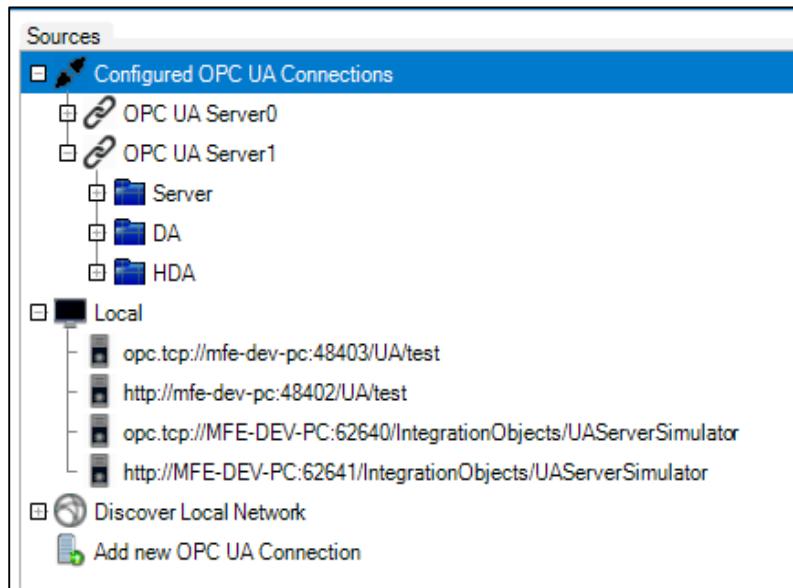 Sources
Configured OPC UA Connections
OPC UA Server0
OPC UA Server1
Server
DA
HDA
Local
opc.tcp://mfe-dev-pc:48403/UA/test
http://mfe-dev-pc:48402/UA/test
opc.tcp://MFE-DEV-PC:62640/IntegrationObjects/UAServerSimulator
http://MFE-DEV-PC:62641/IntegrationObjects/UAServerSimulator
Discover Local Network
Add new OPC UA Connection